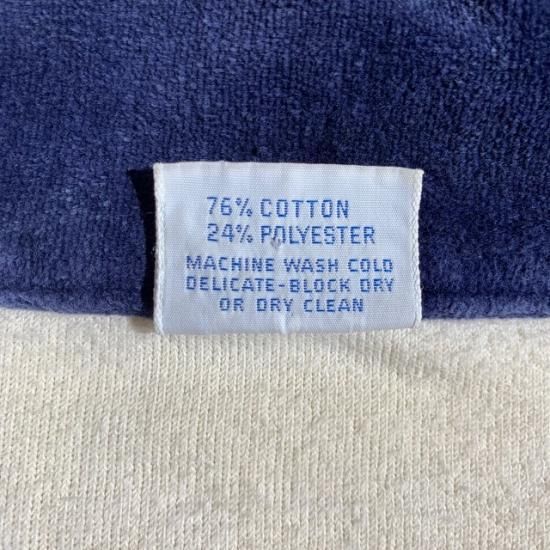 76% COTTON
24% POLYESTER
MACHINE WASH COLD
DELICATE-BLOCK DRY
OR DRY CLEAN